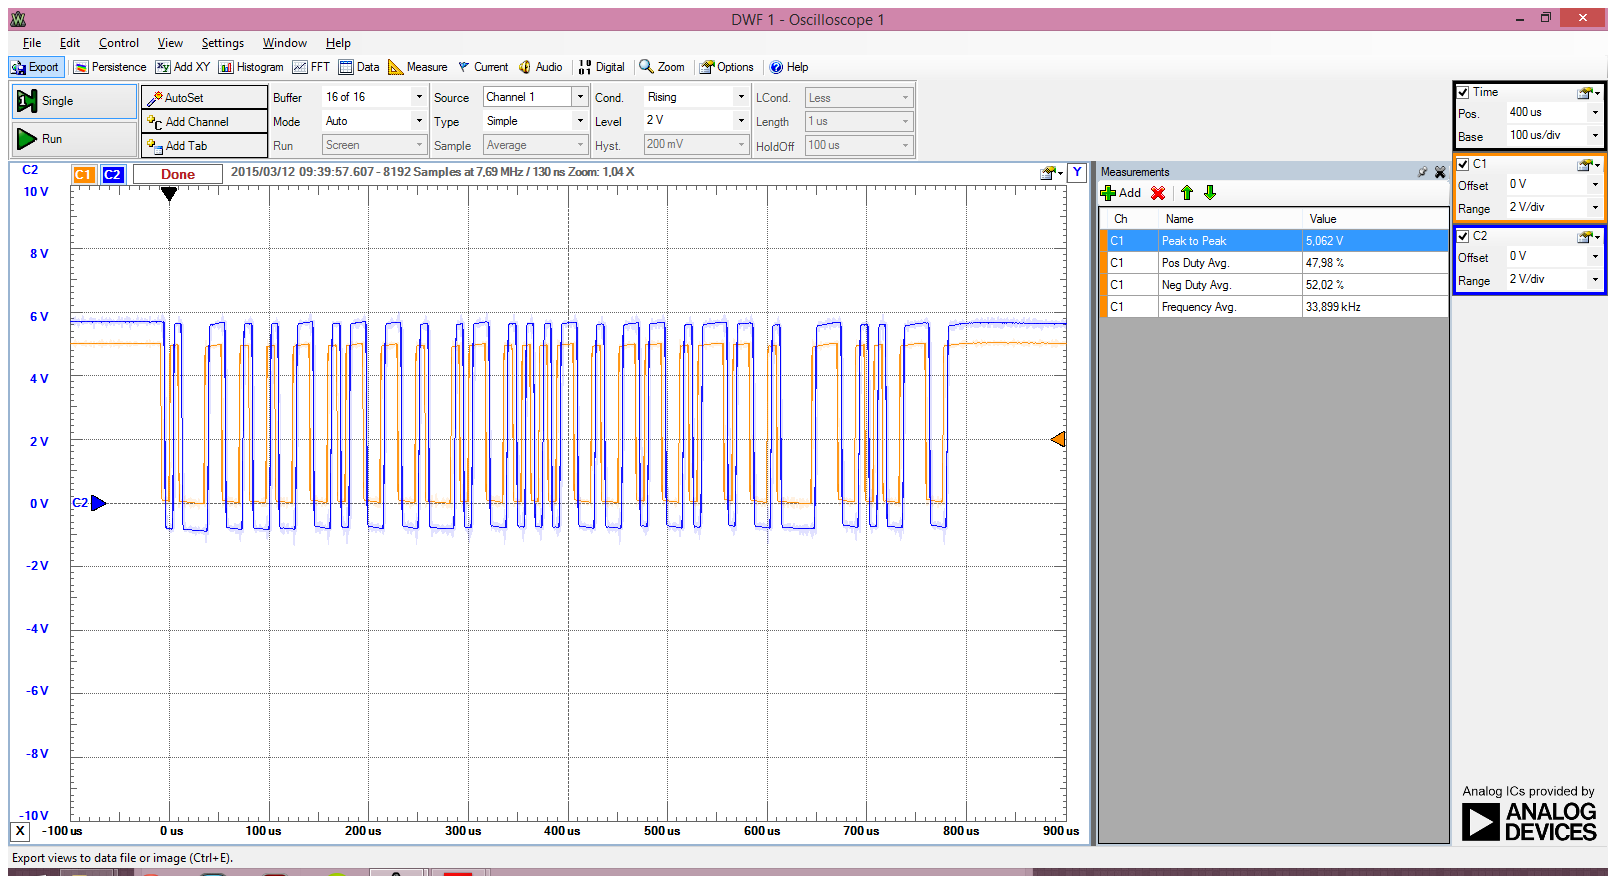 DWF 1 - Oscilloscope 1
File Edit Control View Settings Window Help
Export Persistence Add XY Histogram FFT Data Measure Current Audio Digital Zoom Options Help
Single AutoSet Buffer 16 of 16 Source Channel 1 Cond. Rising LCond. Less
Add Channel Mode Auto Type Simple Level 2 V Length 1 us
Run Add Tab Run Screen Sample Average Hyst. 200 mV HoldOff 100 us
Time
Pos. 400 us
Base 100 us/div
C1
Offset 0 V
Range 2 V/div
C2
Offset 0 V
Range 2 V/div
C2 C1 C2 Done 2015/03/12 09:39:57.607 - 8192 Samples at 7,69 MHz / 130 ns Zoom: 1,04 X Y
10 V
8 V
6 V
4 V
2 V
0 V
C2
-2 V
-4 V
-6 V
-8 V
-10 V
X -100 us 0 us 100 us 200 us 300 us 400 us 500 us 600 us 700 us 800 us 900 us
Measurements
Add
Ch Name Value
C1 Peak to Peak 5,062 V
C1 Pos Duty Avg. 47,98 %
C1 Neg Duty Avg. 52,02 %
C1 Frequency Avg. 33,899 kHz
Analog ICs provided by
ANALOG
DEVICES
Export views to data file or image (Ctrl+E).